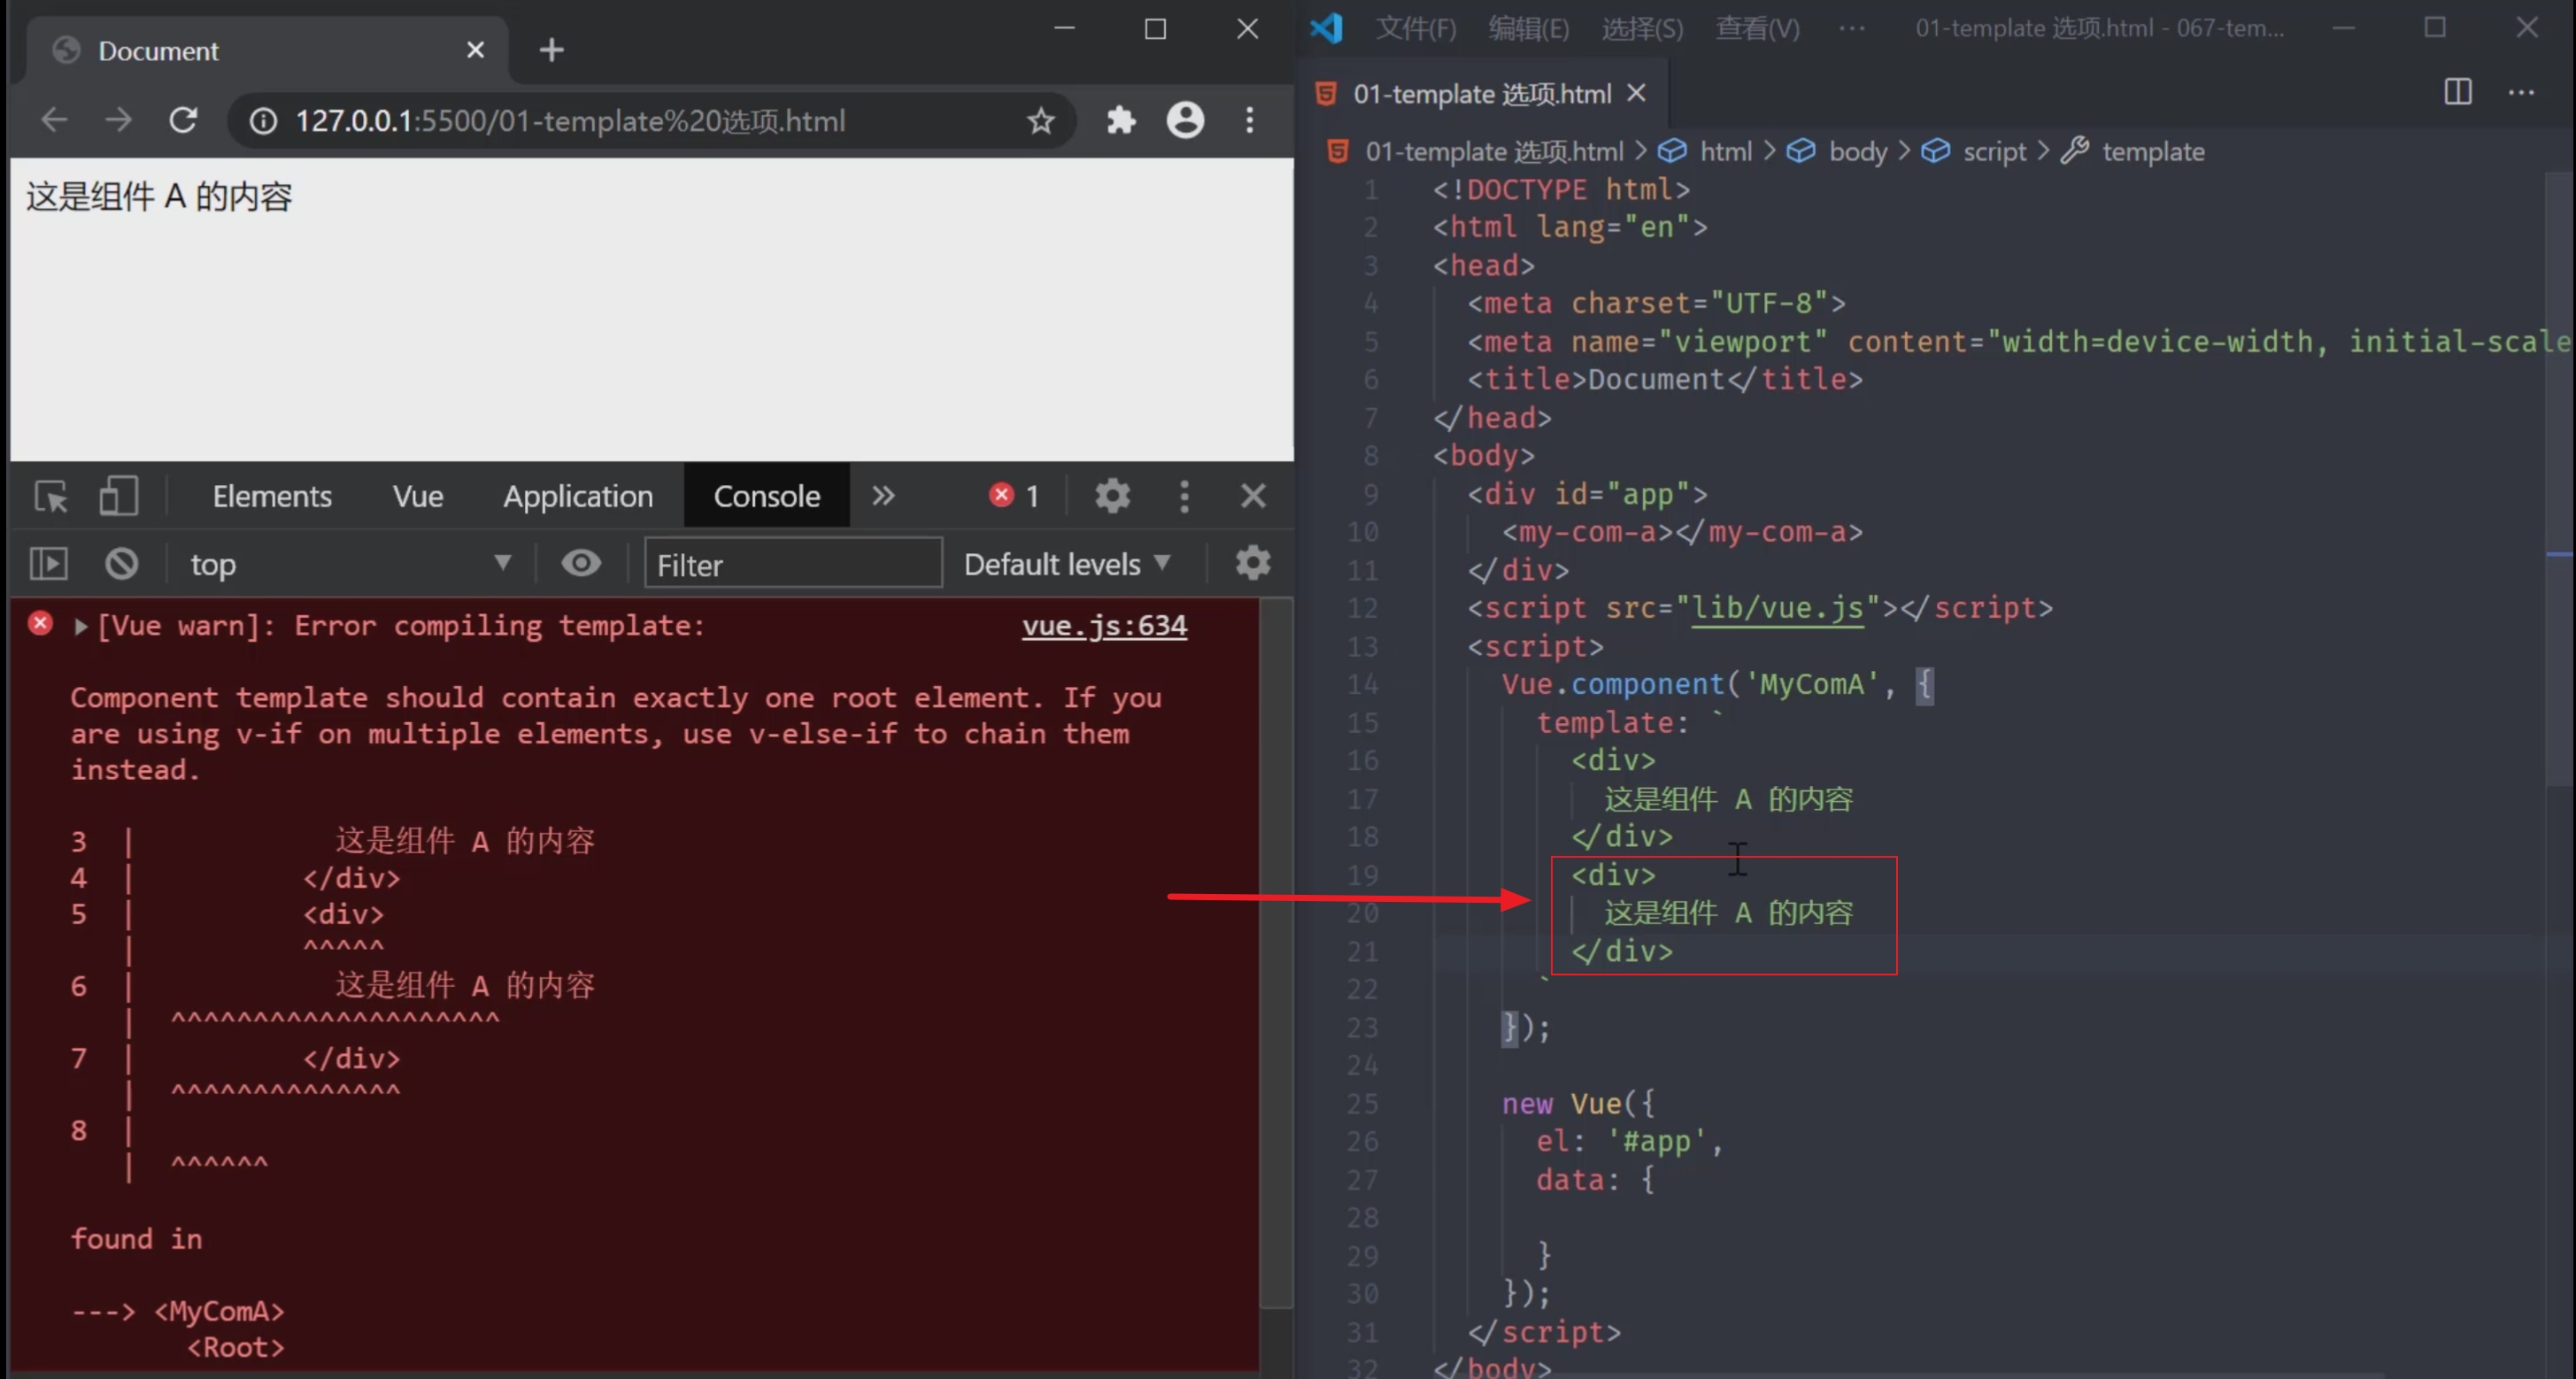 Document
127.0.0.1:5500/01-template%20选项.html
这是组件 A 的内容
Elements Vue Application Console 1
top Filter Default levels
[Vue warn]: Error compiling template: vue.js:634
Component template should contain exactly one root element. If you
are using v-if on multiple elements, use v-else-if to chain them
instead.
3 | 这是组件 A 的内容
4 | </div>
5 | <div>
| ^^^^^
6 | 这是组件 A 的内容
| ^^^^^^^^^^^^^^^^^^^^
7 | </div>
| ^^^^^^^^^^^^^^
8 |
| ^^^^^^
found in
---> <MyComA>
<Root>
文件(F) 编辑(E) 选择(S) 查看(V) ··· 01-template 选项.html - 067-tem...
01-template 选项.html
01-template 选项.html > html > body > script > template
1 <!DOCTYPE html>
2 <html lang="en">
3 <head>
4 <meta charset="UTF-8">
5 <meta name="viewport" content="width=device-width, initial-scale
6 <title>Document</title>
7 </head>
8 <body>
9 <div id="app">
10 <my-com-a></my-com-a>
11 </div>
12 <script src="lib/vue.js"></script>
13 <script>
14 Vue.component('MyComA', {
15 template: `
16 <div>
17 这是组件 A 的内容
18 </div>
19 <div>
20 这是组件 A 的内容
21 </div>
22 `
23 });
24
25 new Vue({
26 el: '#app',
27 data: {
28
29 }
30 });
31 </script>
32 </body>